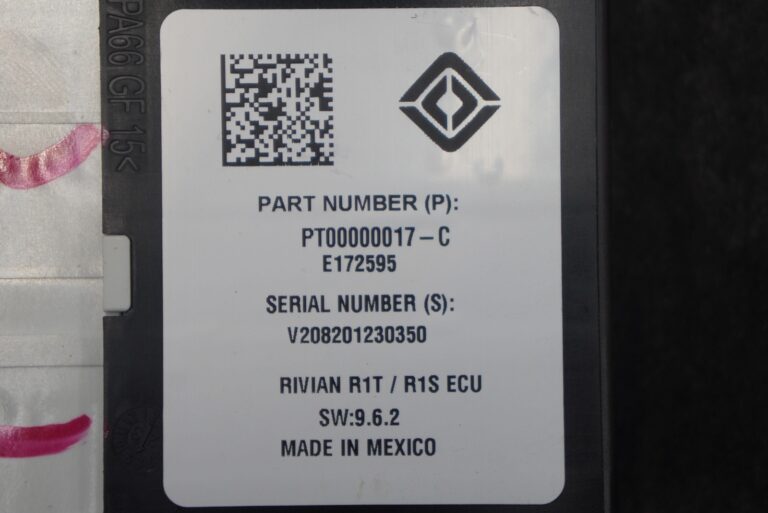 PA66 GF 15<
PART NUMBER (P):
PT00000017-C
E172595
SERIAL NUMBER (S):
V208201230350
RIVIAN R1T / R1S ECU
SW:9.6.2
MADE IN MEXICO